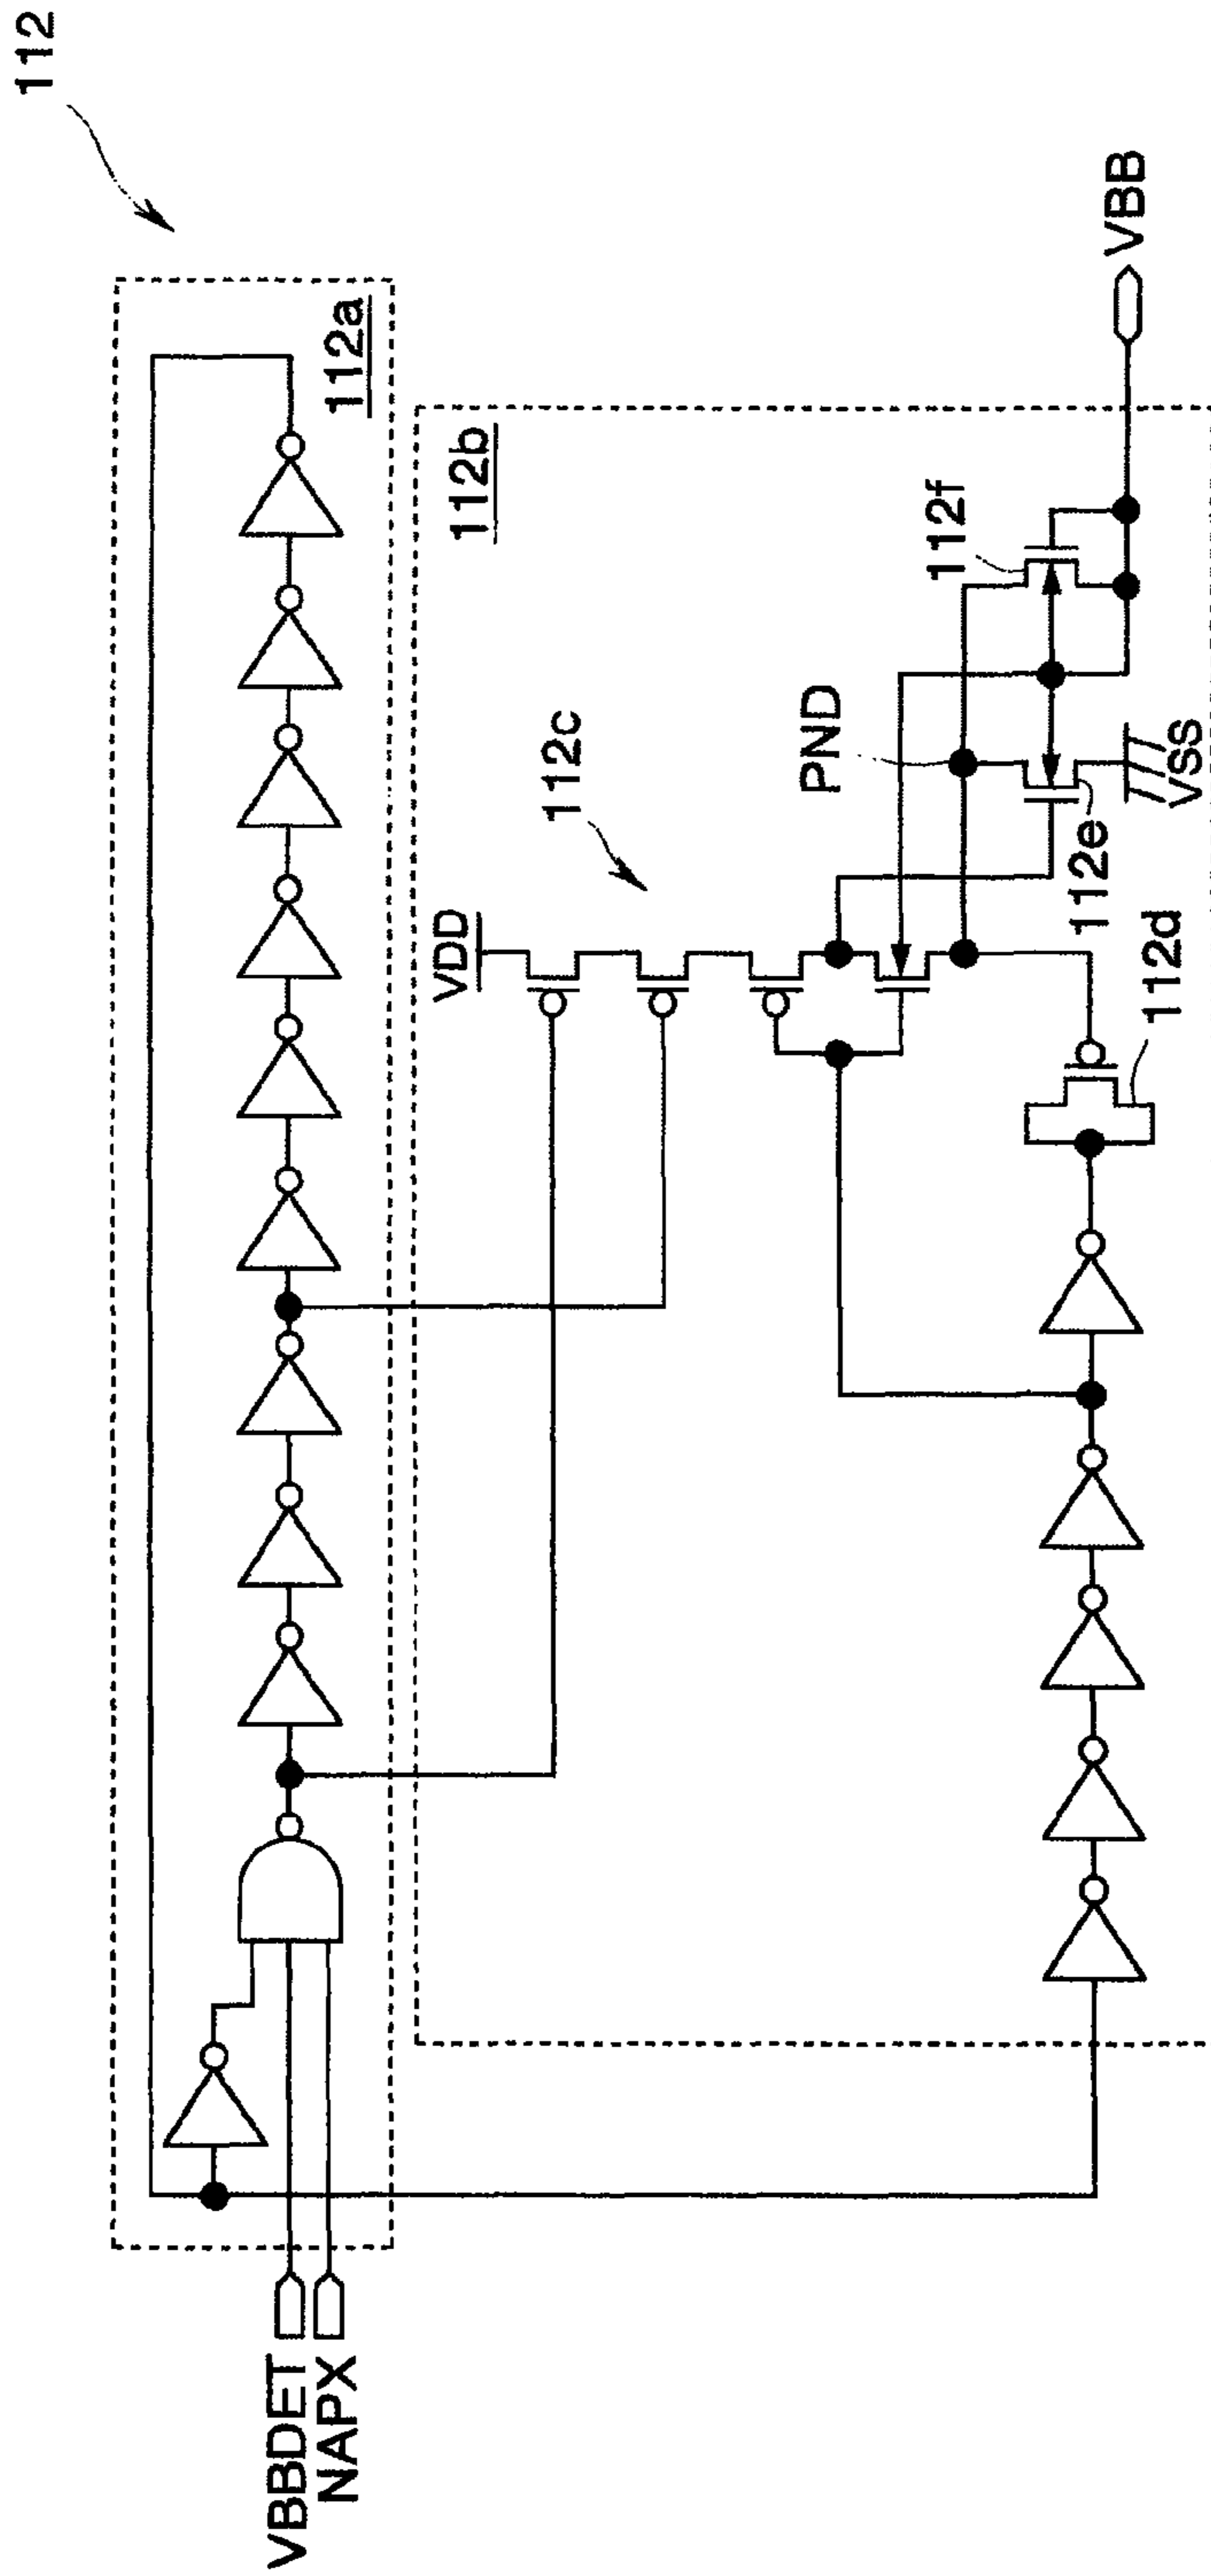 112
112a
112b
VBB
112f
PND
112c
VSS
112e
VDD
112d
VBBDET
NAPX